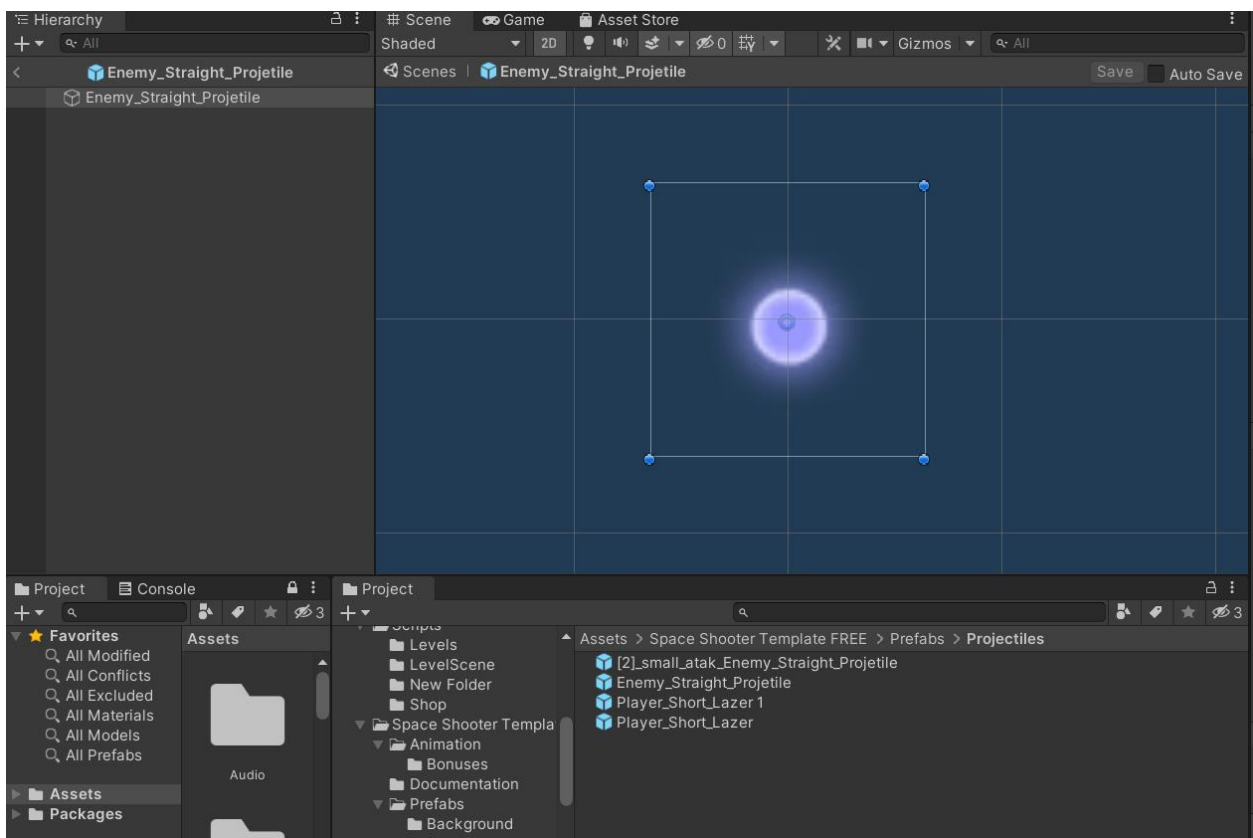 Hierarchy
All
Enemy_Straight_Projetile
Enemy_Straight_Projetile
Scene Game Asset Store
Shaded 2D 0 Gizmos All
Scenes Enemy_Straight_Projetile Save Auto Save
Project Console
3
Favorites
All Modified
All Conflicts
All Excluded
All Materials
All Models
All Prefabs
Assets
Packages
Assets
Audio
Project
3
Scripts
Levels
LevelScene
New Folder
Shop
Space Shooter Templa
Animation
Bonuses
Documentation
Prefabs
Background
Assets > Space Shooter Template FREE > Prefabs > Projectiles
[2]_small_atak_Enemy_Straight_Projetile
Enemy_Straight_Projetile
Player_Short_Lazer 1
Player_Short_Lazer